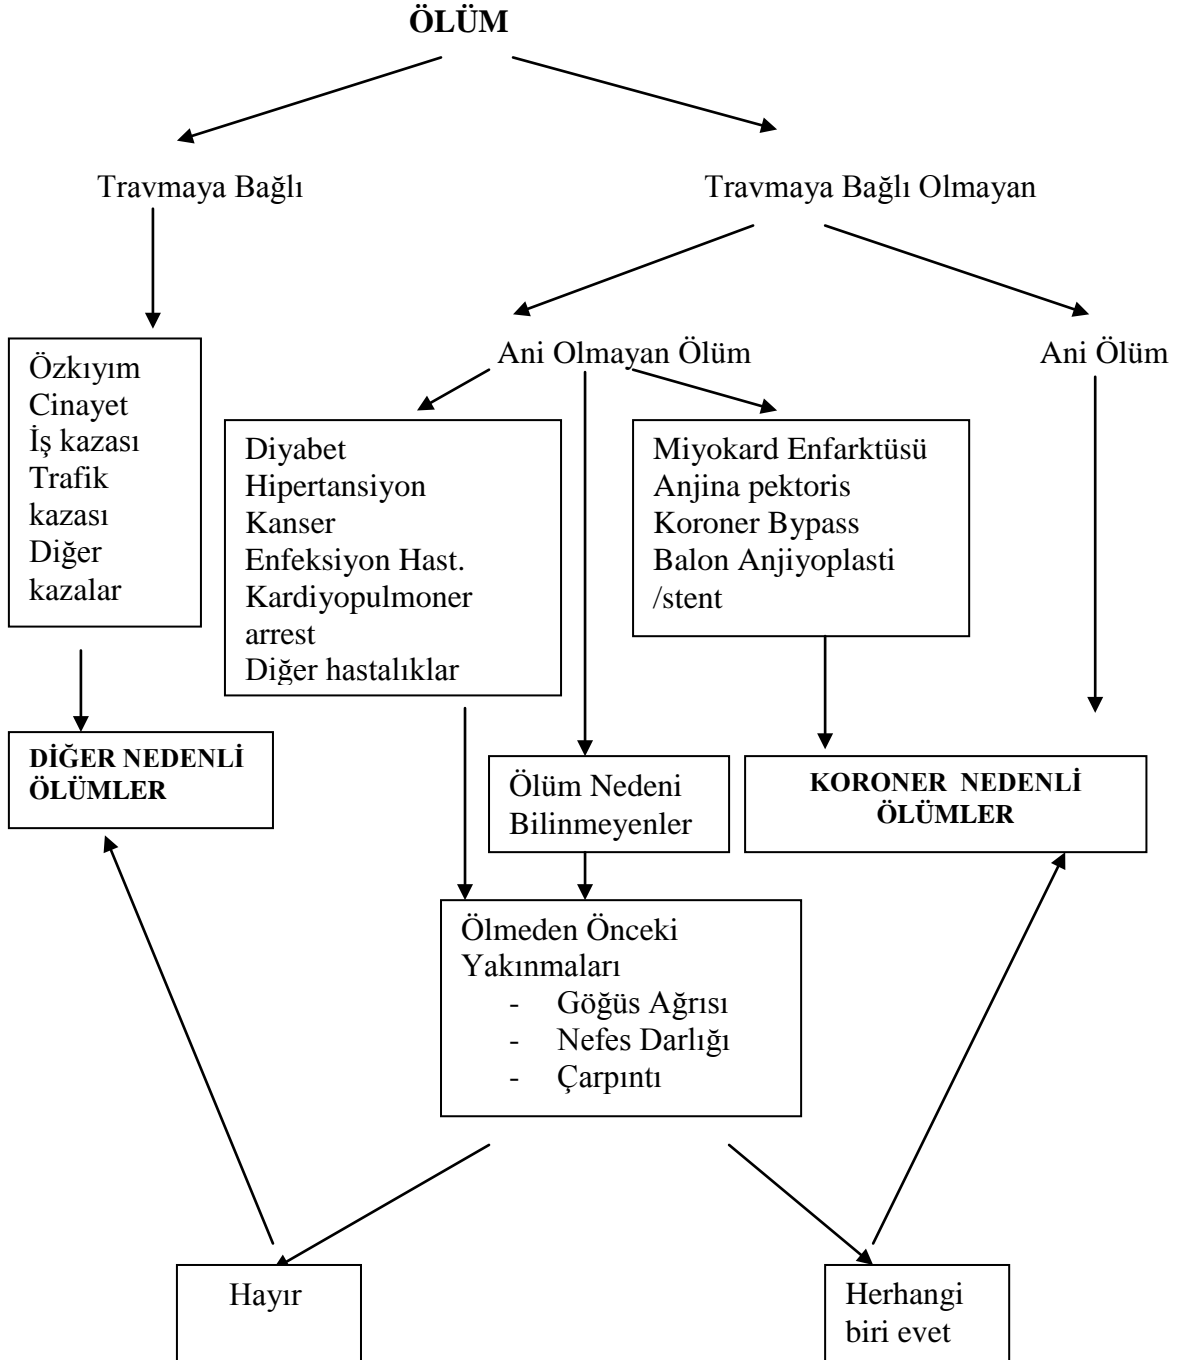 ÖLÜM
Travmaya Bağlı
Travmaya Bağlı Olmayan
Ani Olmayan Ölüm
Ani Ölüm
Özkıyım
Cinayet
İş kazası
Trafik
kazası
Diğer
kazalar
Diyabet
Hipertansiyon
Kanser
Enfeksiyon Hast.
Kardiyopulmoner
arrest
Diğer hastalıklar
Miyokard Enfarktüsü
Anjina pektoris
Koroner Bypass
Balon Anjiyoplasti
/stent
DİĞER NEDENLİ
ÖLÜMLER
Ölüm Nedeni
Bilinmeyenler
KORONER NEDENLİ
ÖLÜMLER
Ölmeden Önceki
Yakınmaları
- Göğüs Ağrısı
- Nefes Darlığı
- Çarpıntı
Hayır
Herhangi
biri evet